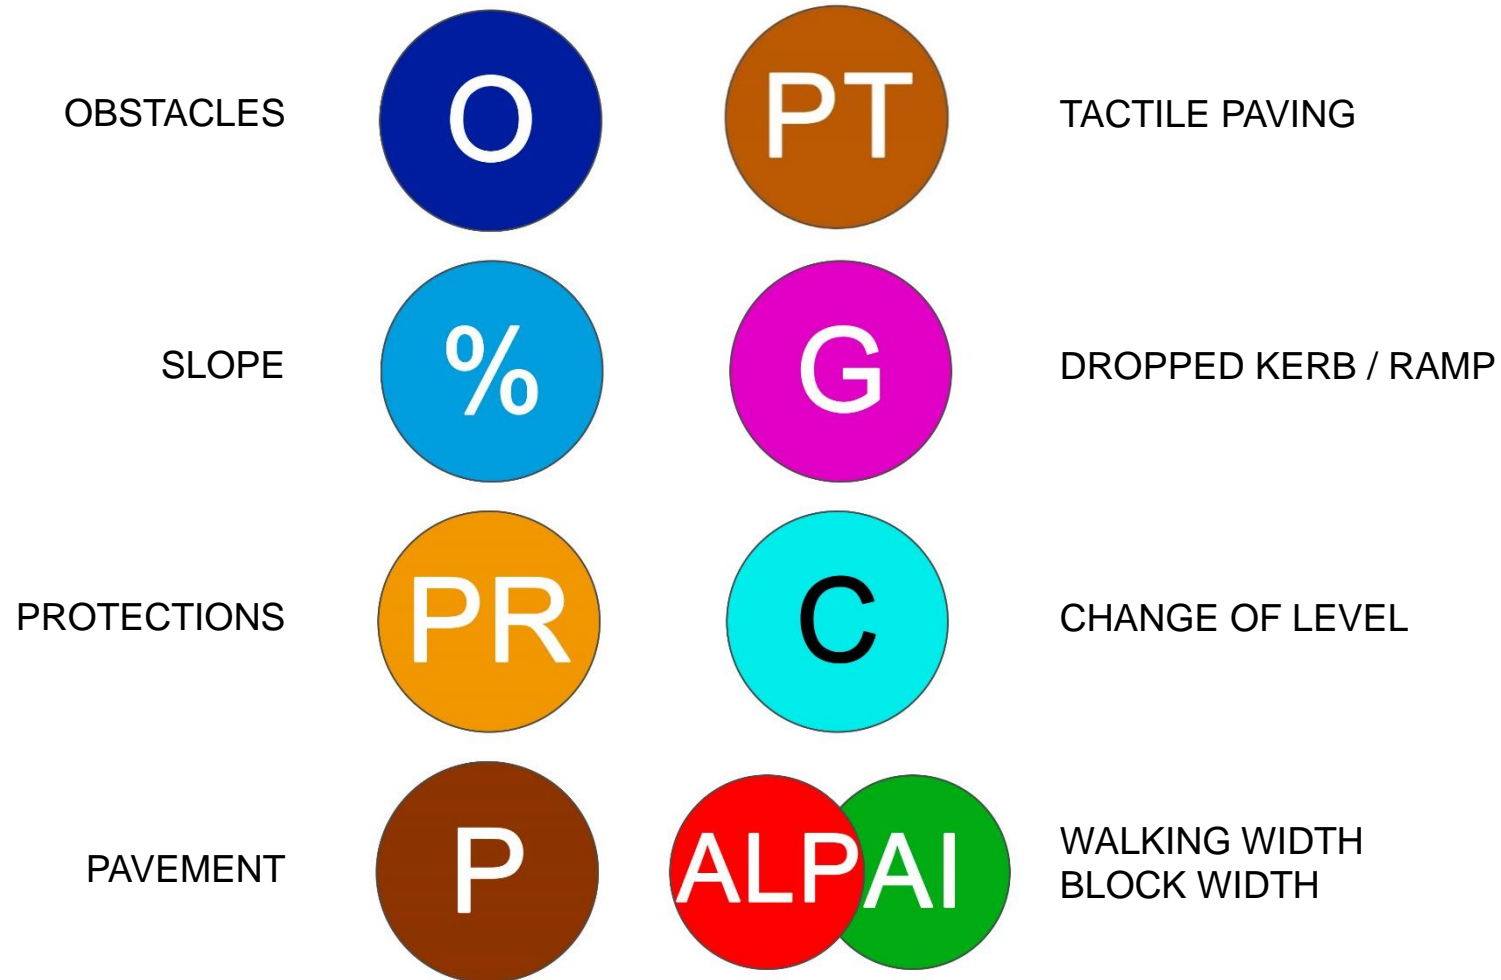 OBSTACLES O PT TACTILE PAVING
SLOPE % G DROPPED KERB / RAMP
PROTECTIONS PR C CHANGE OF LEVEL
PAVEMENT P ALP AI WALKING WIDTH
BLOCK WIDTH